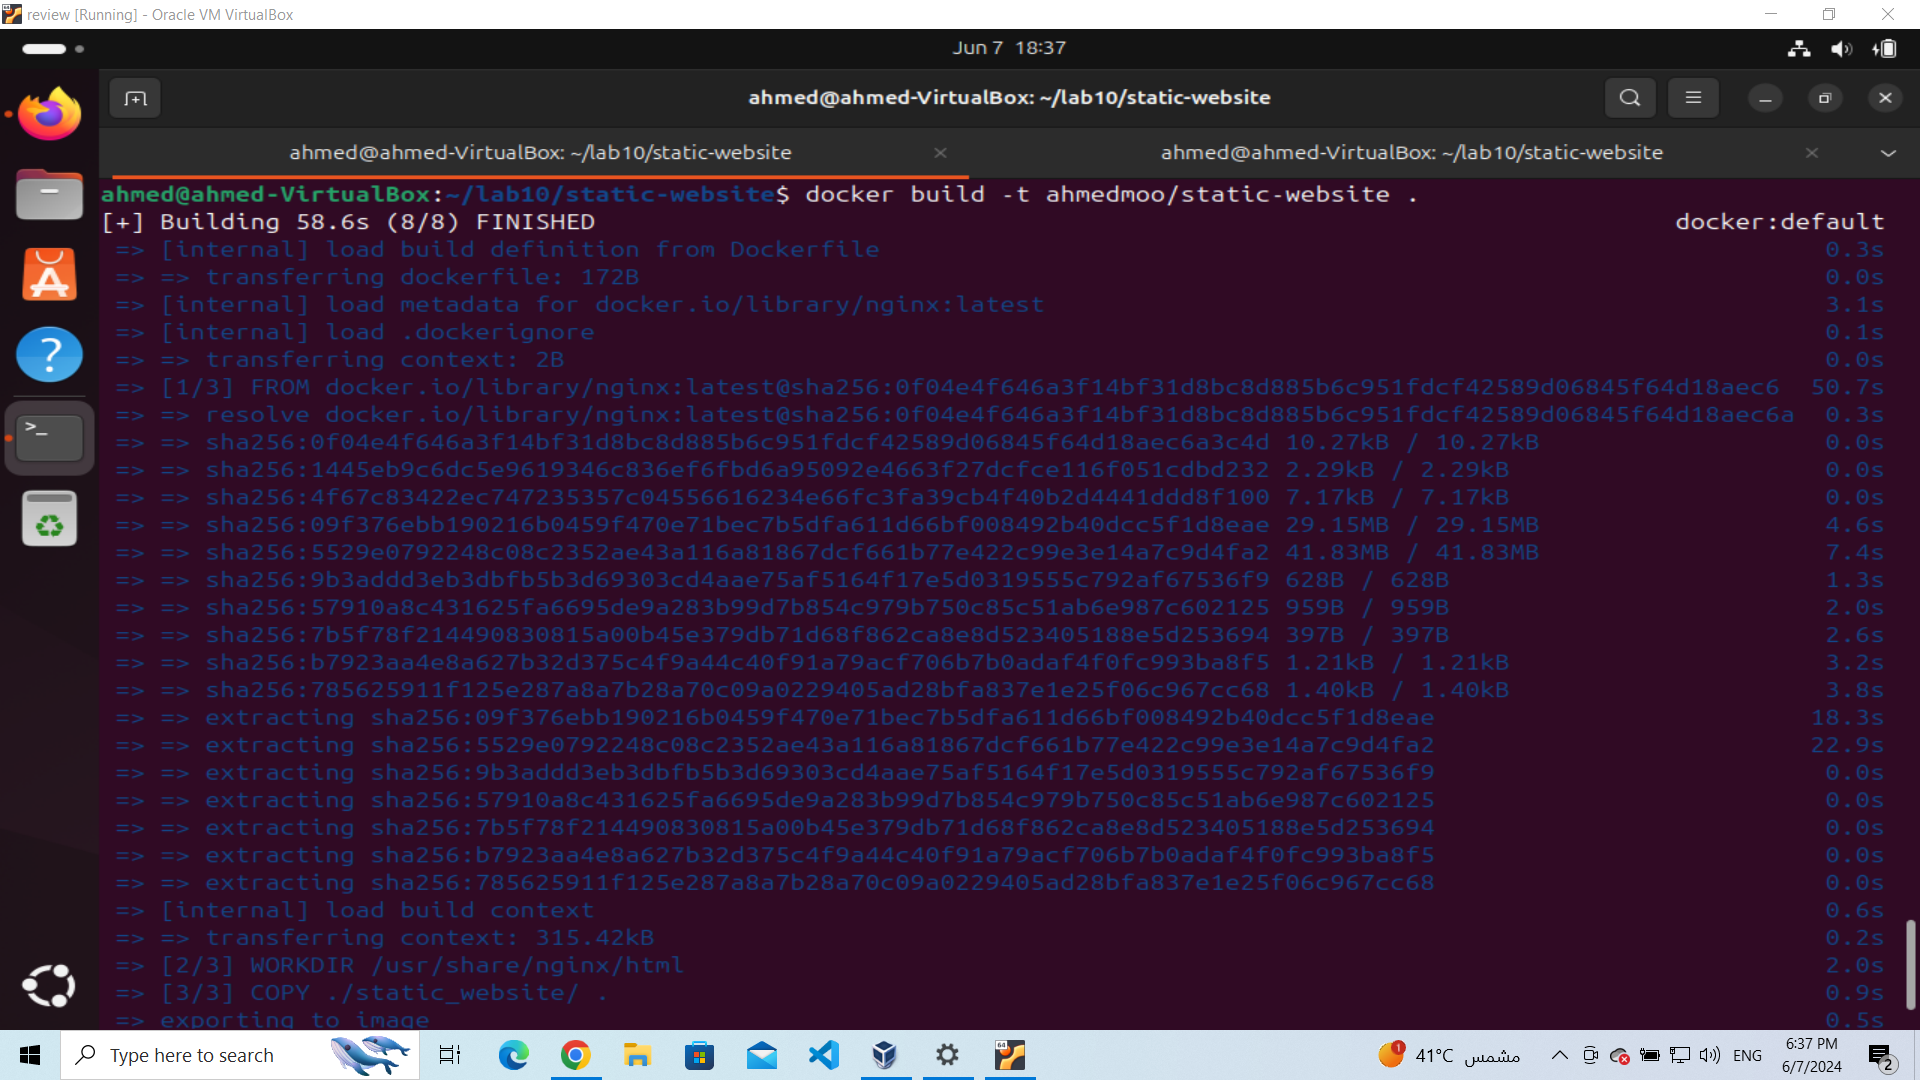 review [Running] - Oracle VM VirtualBox
Jun 7 18:37
ahmed@ahmed-VirtualBox: ~/lab10/static-website
ahmed@ahmed-VirtualBox: ~/lab10/static-website
ahmed@ahmed-VirtualBox: ~/lab10/static-website
ahmed@ahmed-VirtualBox:~/lab10/static-website$ docker build -t ahmedmoo/static-website .
[+] Building 58.6s (8/8) FINISHED docker:default
=> [internal] load build definition from Dockerfile 0.3s
=> => transferring dockerfile: 172B 0.0s
=> [internal] load metadata for docker.io/library/nginx:latest 3.1s
=> [internal] load .dockerignore 0.1s
=> => transferring context: 2B 0.0s
=> [1/3] FROM docker.io/library/nginx:latest@sha256:0f04e4f646a3f14bf31d8bc8d885b6c951fdcf42589d06845f64d18aec6 50.7s
=> => resolve docker.io/library/nginx:latest@sha256:0f04e4f646a3f14bf31d8bc8d885b6c951fdcf42589d06845f64d18aec6a 0.3s
=> => sha256:0f04e4f646a3f14bf31d8bc8d885b6c951fdcf42589d06845f64d18aec6a3c4d 10.27kB / 10.27kB 0.0s
=> => sha256:1445eb9c6dc5e9619346c836ef6fbd6a95092e4663f27dcfce116f051cdbd232 2.29kB / 2.29kB 0.0s
=> => sha256:4f67c83422ec747235357c04556616234e66fc3fa39cb4f40b2d4441ddd8f100 7.17kB / 7.17kB 0.0s
=> => sha256:09f376ebb190216b0459f470e71bec7b5dfa611d66bf008492b40dcc5f1d8eae 29.15MB / 29.15MB 4.6s
=> => sha256:5529e0792248c08c2352ae43a116a81867dcf661b77e422c99e3e14a7c9d4fa2 41.83MB / 41.83MB 7.4s
=> => sha256:9b3addd3eb3dbfb5b3d69303cd4aae75af5164f17e5d0319555c792af67536f9 628B / 628B 1.3s
=> => sha256:57910a8c431625fa6695de9a283b99d7b854c979b750c85c51ab6e987c602125 959B / 959B 2.0s
=> => sha256:7b5f78f214490830815a00b45e379db71d68f862ca8e8d523405188e5d253694 397B / 397B 2.6s
=> => sha256:b7923aa4e8a627b32d375c4f9a44c40f91a79acf706b7b0adaf4f0fc993ba8f5 1.21kB / 1.21kB 3.2s
=> => sha256:785625911f125e287a8a7b28a70c09a0229405ad28bfa837e1e25f06c967cc68 1.40kB / 1.40kB 3.8s
=> => extracting sha256:09f376ebb190216b0459f470e71bec7b5dfa611d66bf008492b40dcc5f1d8eae 18.3s
=> => extracting sha256:5529e0792248c08c2352ae43a116a81867dcf661b77e422c99e3e14a7c9d4fa2 22.9s
=> => extracting sha256:9b3addd3eb3dbfb5b3d69303cd4aae75af5164f17e5d0319555c792af67536f9 0.0s
=> => extracting sha256:57910a8c431625fa6695de9a283b99d7b854c979b750c85c51ab6e987c602125 0.0s
=> => extracting sha256:7b5f78f214490830815a00b45e379db71d68f862ca8e8d523405188e5d253694 0.0s
=> => extracting sha256:b7923aa4e8a627b32d375c4f9a44c40f91a79acf706b7b0adaf4f0fc993ba8f5 0.0s
=> => extracting sha256:785625911f125e287a8a7b28a70c09a0229405ad28bfa837e1e25f06c967cc68 0.0s
=> [internal] load build context 0.6s
=> => transferring context: 315.42kB 0.2s
=> [2/3] WORKDIR /usr/share/nginx/html 2.0s
=> [3/3] COPY ./static_website/ . 0.9s
=> exporting to image 0.5s
Type here to search
1
41°C مشمس
ENG
6:37 PM
6/7/2024
2